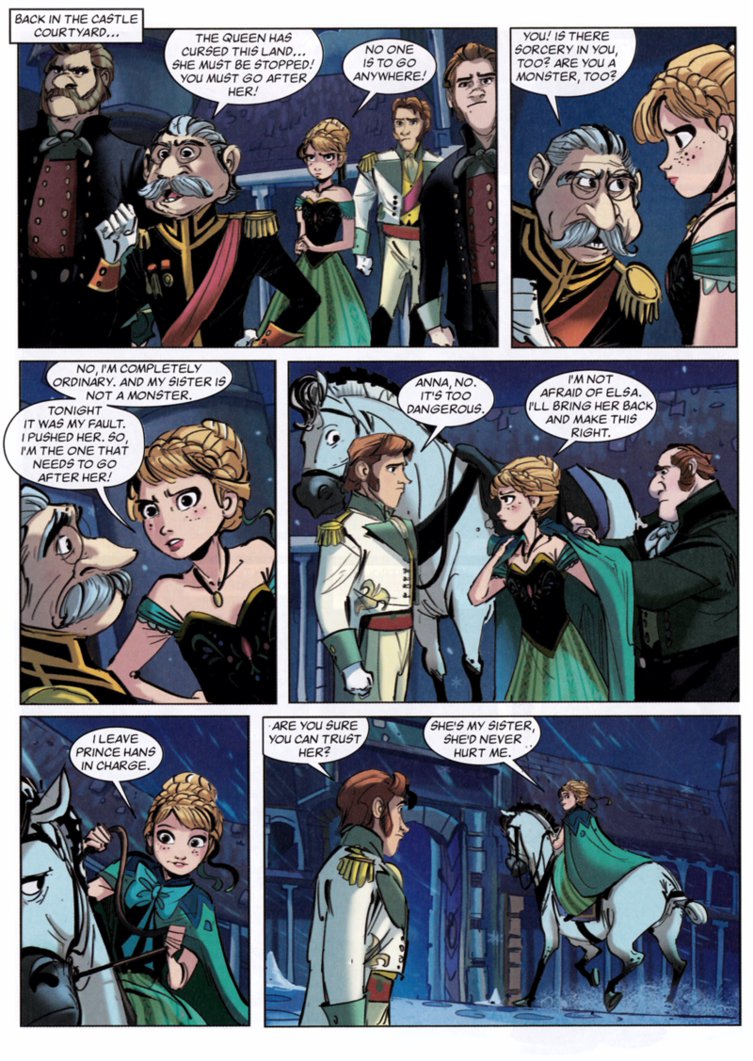 BACK IN THE CASTLE
COURTYARD...
THE QUEEN HAS
CURSED THIS LAND...
SHE MUST BE STOPPED!
YOU MUST GO AFTER
HER!
NO ONE
IS TO GO
ANYWHERE!
YOU! IS THERE
SORCERY IN YOU,
TOO? ARE YOU A
MONSTER, TOO?
NO, I'M COMPLETELY
ORDINARY. AND MY SISTER IS
NOT A MONSTER.
TONIGHT
IT WAS MY FAULT.
I PUSHED HER. SO,
I'M THE ONE THAT
NEEDS TO GO
AFTER HER!
ANNA, NO.
IT'S TOO
DANGEROUS.
I'M NOT
AFRAID OF ELSA.
I'LL BRING HER BACK
AND MAKE THIS
RIGHT.
I LEAVE
PRINCE HANS
IN CHARGE.
ARE YOU SURE
YOU CAN TRUST
HER?
SHE'S MY SISTER,
SHE'D NEVER
HURT ME.